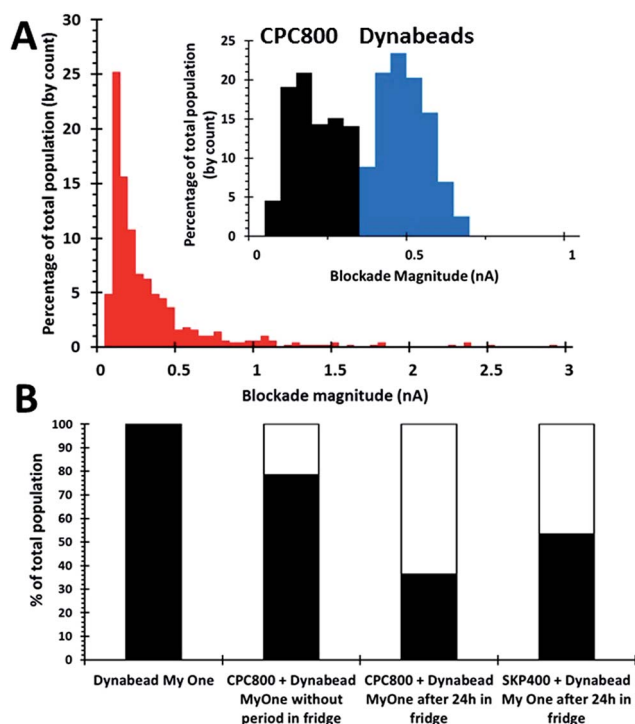 A
30
25
20
15
10
5
0
Percentage of total population (by count)
0 0.5 1 1.5 2 2.5 3
Blockade magnitude (nA)
CPC800 Dynabeads
25
20
15
10
5
0
Percentage of total population
(by count)
0 0.5 1
Blockade Magnitude (nA)
B
100
90
80
70
60
50
40
30
20
10
0
% of total population
Dynabead My One
CPC800 + Dynabead
MyOne without
period in fridge
CPC800 + Dynabead
MyOne after 24h in
fridge
SKP400 + Dynabead
My One after 24h in
fridge